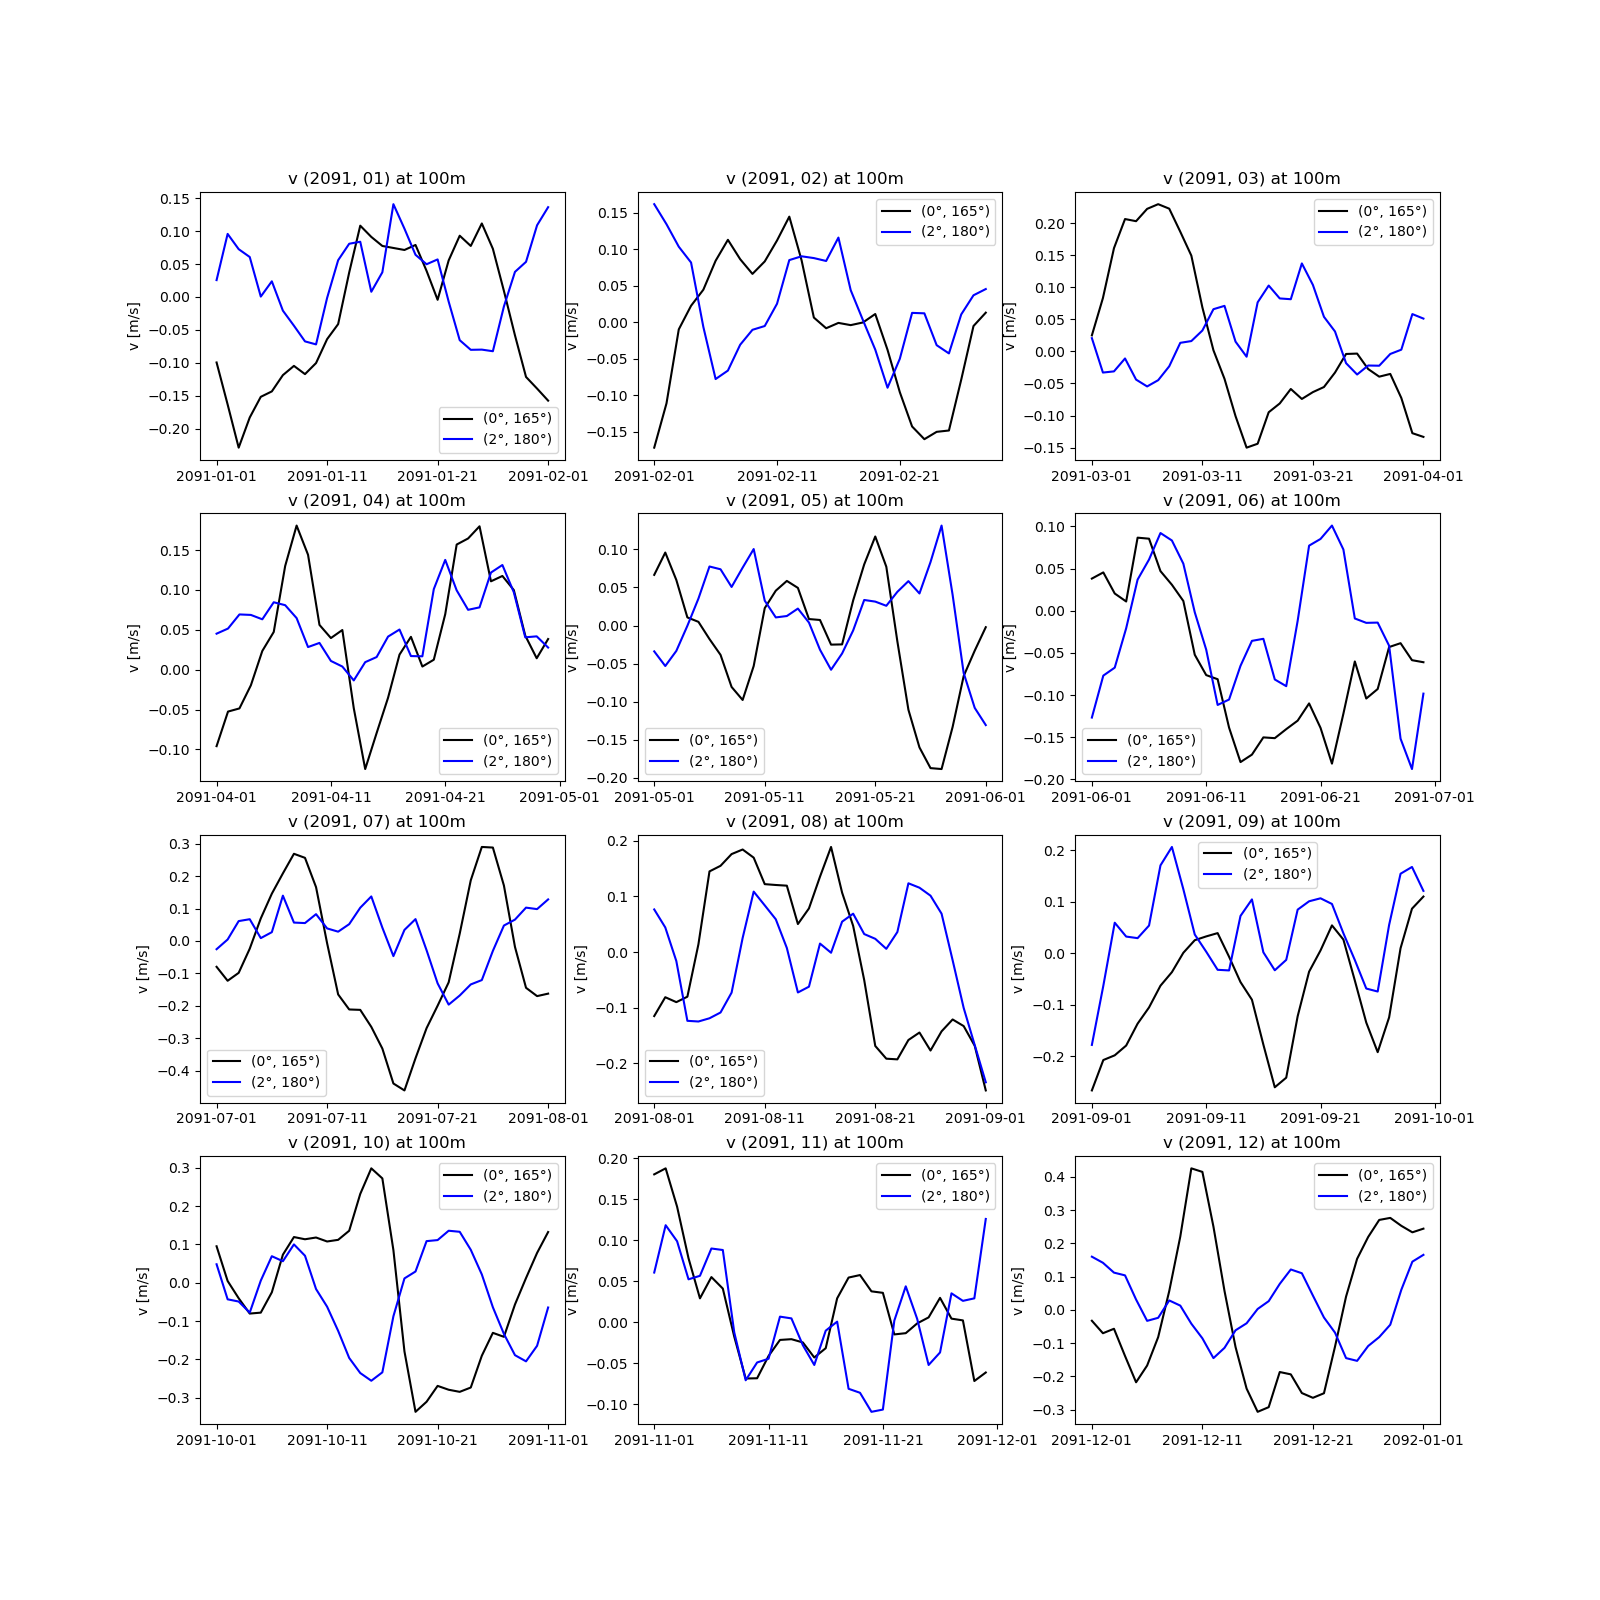 v (2091, 01) at 100m
v [m/s]
0.15
0.10
0.05
0.00
−0.05
−0.10
−0.15
−0.20
(0°, 165°)
(2°, 180°)
2091-01-01 2091-01-11 2091-01-21 2091-02-01
v (2091, 02) at 100m
v [m/s]
0.15
0.10
0.05
0.00
−0.05
−0.10
−0.15
(0°, 165°)
(2°, 180°)
2091-02-01 2091-02-11 2091-02-21
v (2091, 03) at 100m
v [m/s]
0.20
0.15
0.10
0.05
0.00
−0.05
−0.10
−0.15
(0°, 165°)
(2°, 180°)
2091-03-01 2091-03-11 2091-03-21 2091-04-01
v (2091, 04) at 100m
v [m/s]
0.15
0.10
0.05
0.00
−0.05
−0.10
(0°, 165°)
(2°, 180°)
2091-04-01 2091-04-11 2091-04-21 2091-05-01
v (2091, 05) at 100m
v [m/s]
0.10
0.05
0.00
−0.05
−0.10
−0.15
−0.20
(0°, 165°)
(2°, 180°)
2091-05-01 2091-05-11 2091-05-21 2091-06-01
v (2091, 06) at 100m
v [m/s]
0.10
0.05
0.00
−0.05
−0.10
−0.15
−0.20
(0°, 165°)
(2°, 180°)
2091-06-01 2091-06-11 2091-06-21 2091-07-01
v (2091, 07) at 100m
v [m/s]
0.3
0.2
0.1
0.0
−0.1
−0.2
−0.3
−0.4
(0°, 165°)
(2°, 180°)
2091-07-01 2091-07-11 2091-07-21 2091-08-01
v (2091, 08) at 100m
v [m/s]
0.2
0.1
0.0
−0.1
−0.2
(0°, 165°)
(2°, 180°)
2091-08-01 2091-08-11 2091-08-21 2091-09-01
v (2091, 09) at 100m
v [m/s]
0.2
0.1
0.0
−0.1
−0.2
(0°, 165°)
(2°, 180°)
2091-09-01 2091-09-11 2091-09-21 2091-10-01
v (2091, 10) at 100m
v [m/s]
0.3
0.2
0.1
0.0
−0.1
−0.2
−0.3
(0°, 165°)
(2°, 180°)
2091-10-01 2091-10-11 2091-10-21 2091-11-01
v (2091, 11) at 100m
v [m/s]
0.20
0.15
0.10
0.05
0.00
−0.05
−0.10
(0°, 165°)
(2°, 180°)
2091-11-01 2091-11-11 2091-11-21 2091-12-01
v (2091, 12) at 100m
v [m/s]
0.4
0.3
0.2
0.1
0.0
−0.1
−0.2
−0.3
(0°, 165°)
(2°, 180°)
2091-12-01 2091-12-11 2091-12-21 2092-01-01